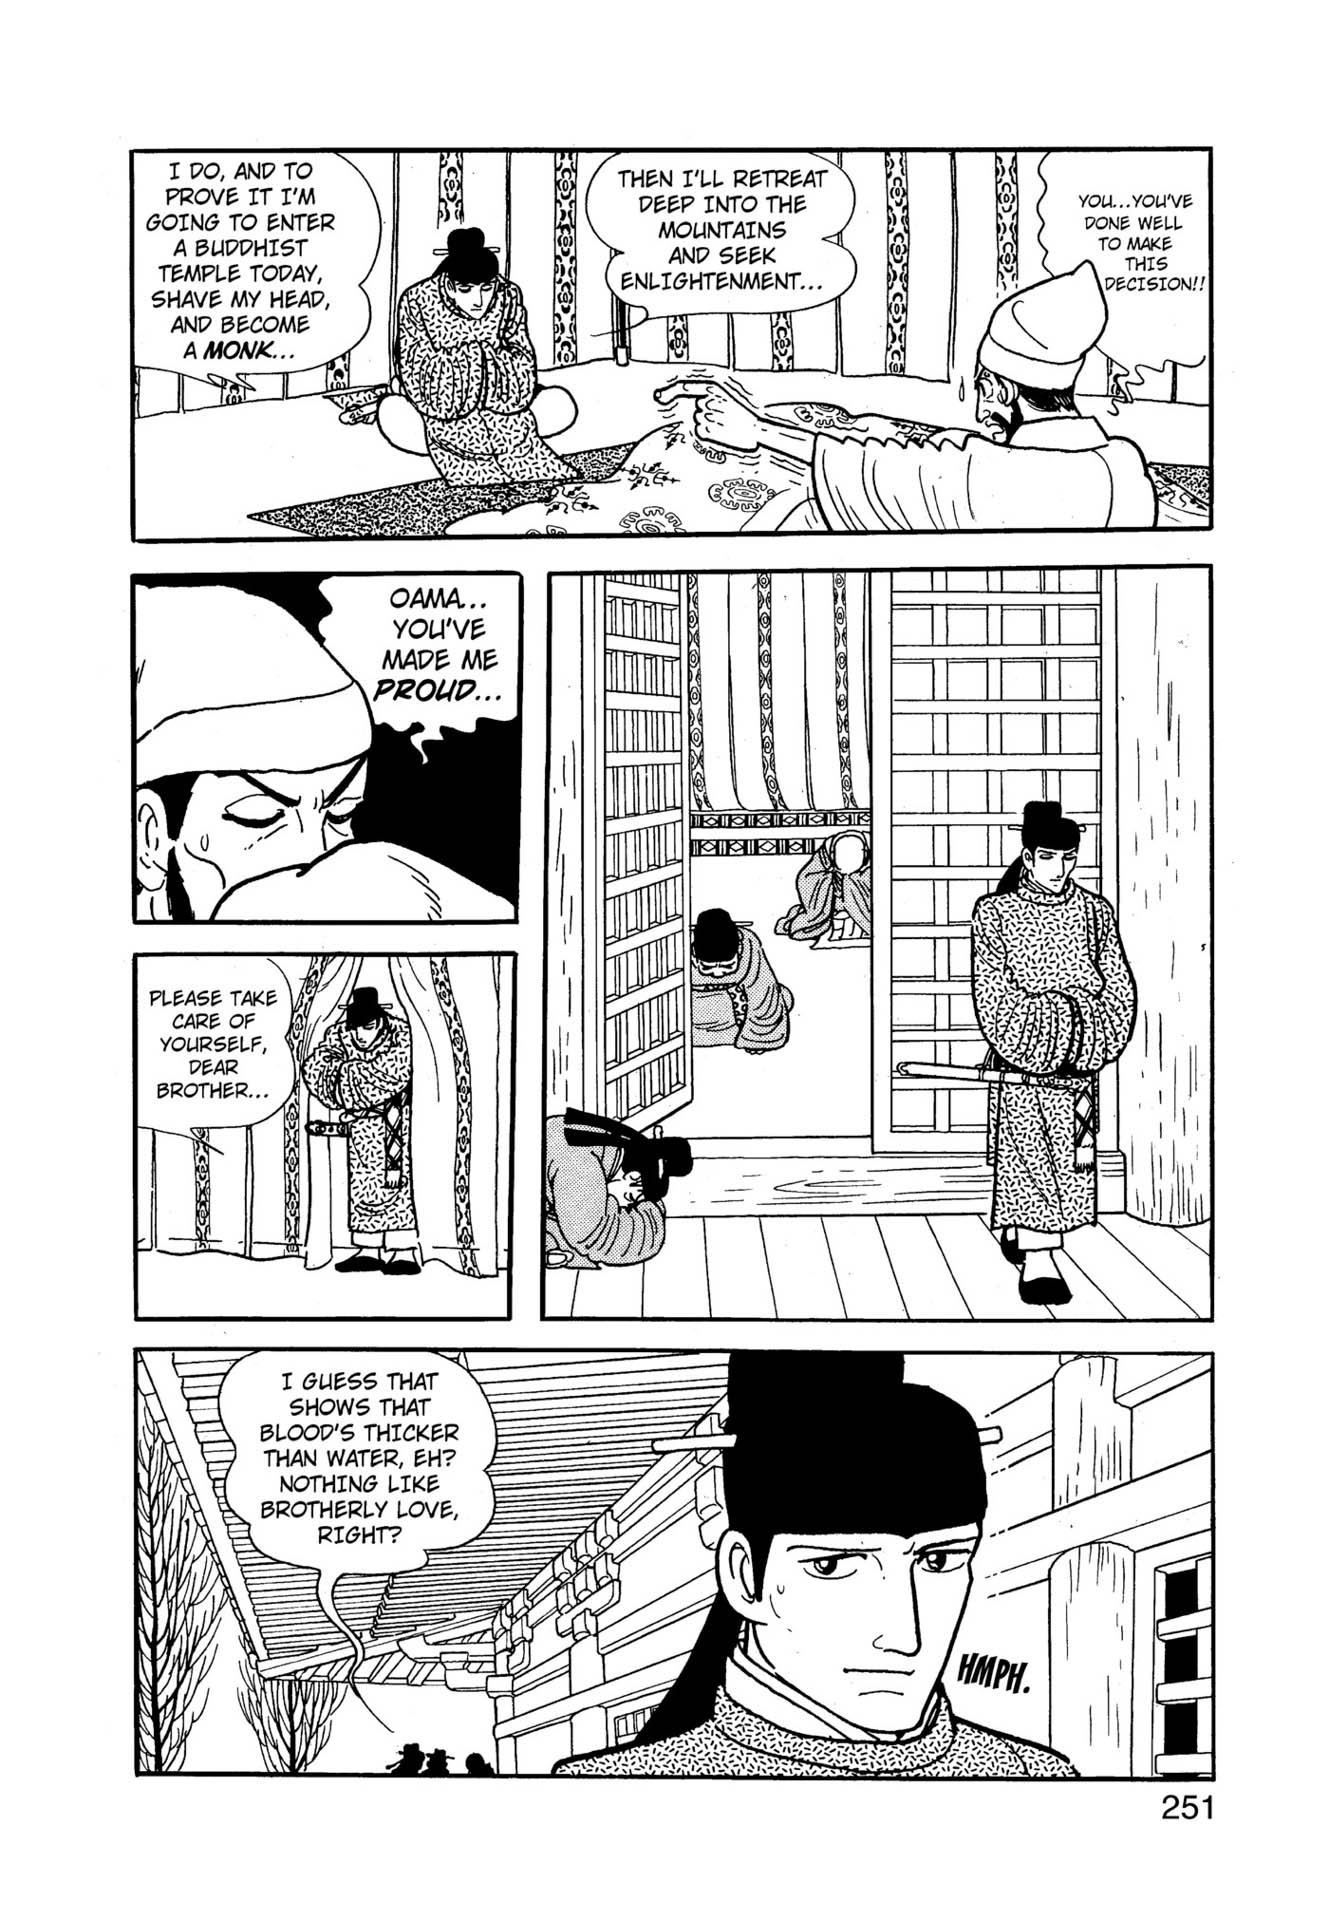 I DO, AND TO
PROVE IT I'M
GOING TO ENTER
A BUDDHIST
TEMPLE TODAY,
SHAVE MY HEAD,
AND BECOME
A MONK...
THEN I'LL RETREAT
DEEP INTO THE
MOUNTAINS
AND SEEK
ENLIGHTENMENT...
YOU...YOU'VE
DONE WELL
TO MAKE
THIS
DECISION!!
OAMA...
YOU'VE
MADE ME
PROUD...
PLEASE TAKE
CARE OF
YOURSELF,
DEAR
BROTHER...
I GUESS THAT
SHOWS THAT
BLOOD'S THICKER
THAN WATER, EH?
NOTHING LIKE
BROTHERLY LOVE,
RIGHT?
HMPH.
251